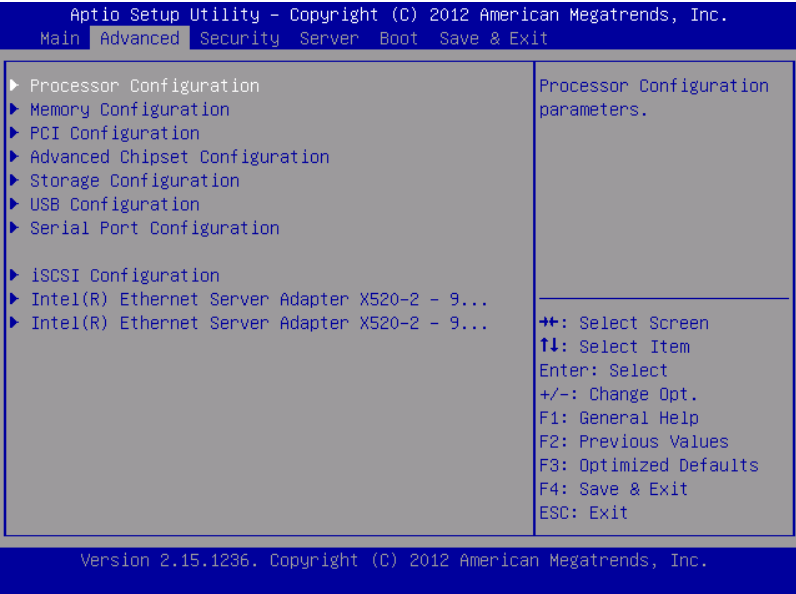 Aptio Setup Utility – Copyright (C) 2012 American Megatrends, Inc.
Main Advanced Security Server Boot Save & Exit
Processor Configuration
Memory Configuration
PCI Configuration
Advanced Chipset Configuration
Storage Configuration
USB Configuration
Serial Port Configuration
iSCSI Configuration
Intel(R) Ethernet Server Adapter X520-2 - 9...
Intel(R) Ethernet Server Adapter X520-2 - 9...
Processor Configuration
parameters.
→←: Select Screen
↑↓: Select Item
Enter: Select
+/-: Change Opt.
F1: General Help
F2: Previous Values
F3: Optimized Defaults
F4: Save & Exit
ESC: Exit
Version 2.15.1236. Copyright (C) 2012 American Megatrends, Inc.